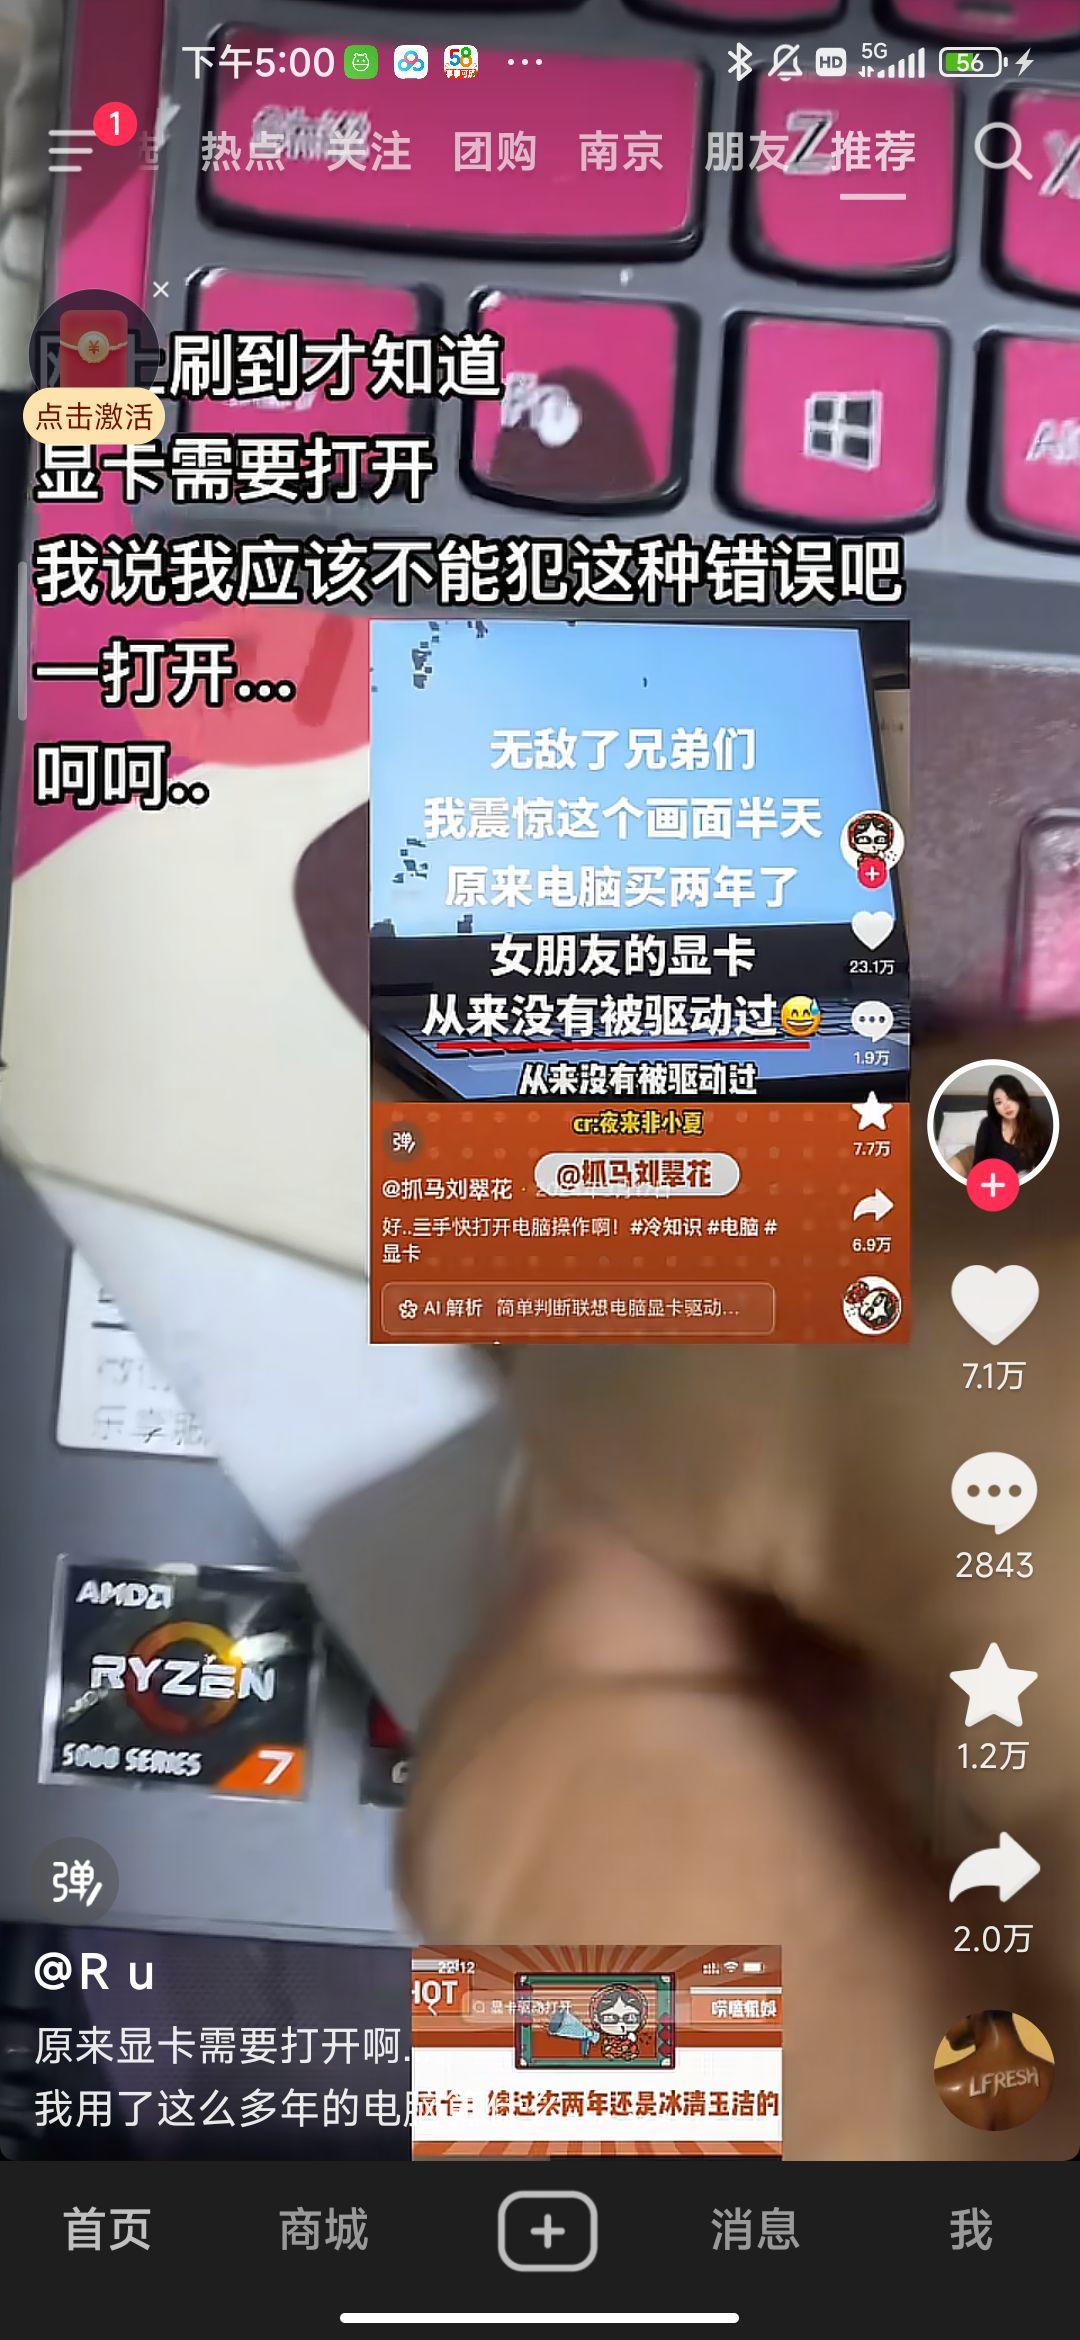 下午5:00
58
HD
5G
56
1
热点
关注
团购
南京
朋友
推荐
Z
X
点击激活
刷到才知道
显卡需要打开
我说我应该不能犯这种错误吧
一打开...
呵呵..
Fn
无敌了兄弟们
我震惊这个画面半天
原来电脑买两年了
女朋友的显卡
从来没有被驱动过😅
从来没有被驱动过
23.1万
1.9万
7.7万
6.9万
cr:夜来非小夏
弹
@抓马刘翠花
@抓马刘翠花
好..三手快打开电脑操作啊！#冷知识 #电脑 #
显卡
AI 解析 简单判断联想电脑显卡驱动...
7.1万
2843
1.2万
2.0万
AMD
RYZEN
5000 SERIES
7
弹
@R u
原来显卡需要打开啊.
我用了这么多年的电脑
22:12
HOT
显卡驱动打开
两年还是冰清玉洁的
LFRESH
首页
商城
消息
我